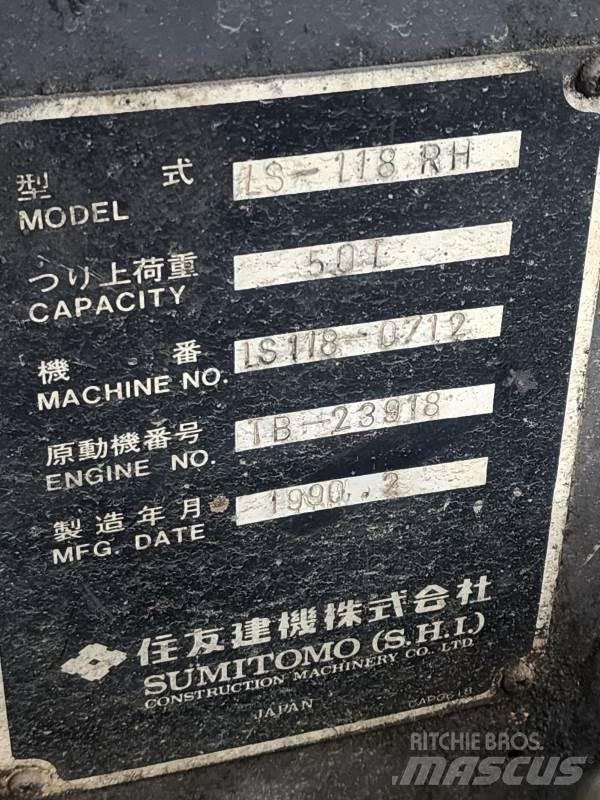 型 式
LS-118 RH
MODEL
つり上荷重
50T
CAPACITY
機 番
LS118-0712
MACHINE NO.
原動機番号
TB-23918
ENGINE NO.
製造年月
1990.2
MFG. DATE
住友建機株式会社
SUMITOMO (S.H.I.)
CONSTRUCTION MACHINERY CO. LTD.
JAPAN
RITCHIE BROS.
MASCUS